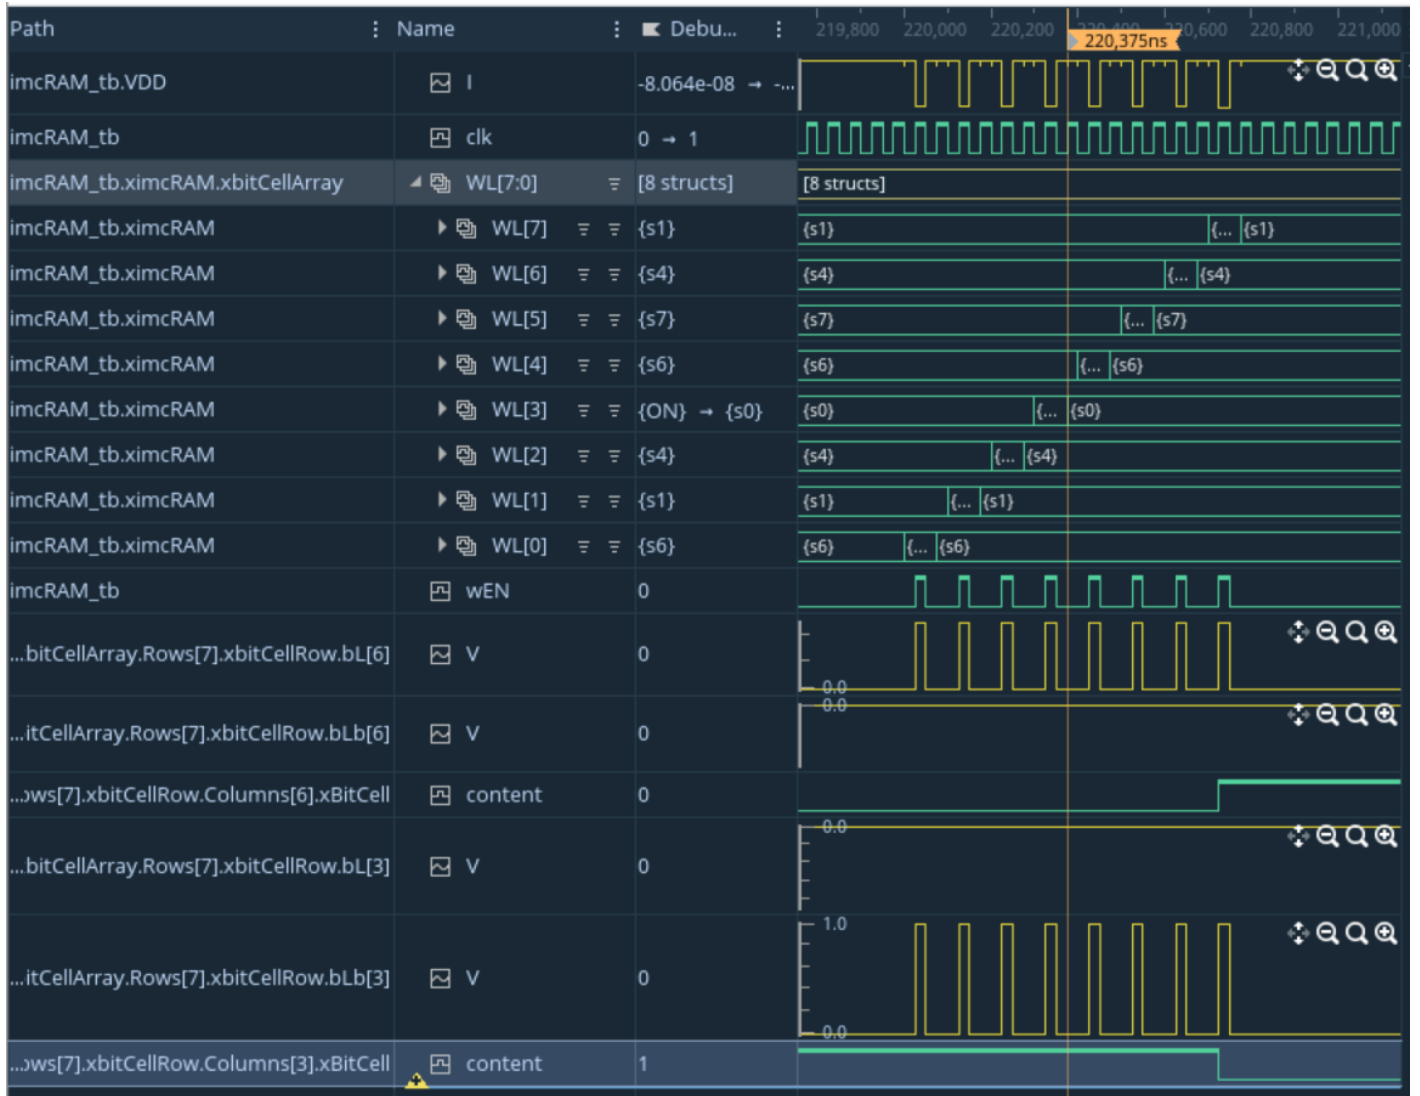 Path Name Debu... 219,800 220,000 220,200 220,400 220,600 220,800 221,000
220,375ns
imcRAM_tb.VDD I -8.064e-08 → -...
imcRAM_tb clk 0 → 1
imcRAM_tb.ximcRAM.xbitCellArray WL[7:0] [8 structs] [8 structs]
imcRAM_tb.ximcRAM WL[7] {s1} {s1} {... {s1}
imcRAM_tb.ximcRAM WL[6] {s4} {s4} {... {s4}
imcRAM_tb.ximcRAM WL[5] {s7} {s7} {... {s7}
imcRAM_tb.ximcRAM WL[4] {s6} {s6} {... {s6}
imcRAM_tb.ximcRAM WL[3] {ON} → {s0} {s0} {... {s0}
imcRAM_tb.ximcRAM WL[2] {s4} {s4} {... {s4}
imcRAM_tb.ximcRAM WL[1] {s1} {s1} {... {s1}
imcRAM_tb.ximcRAM WL[0] {s6} {s6} {... {s6}
imcRAM_tb wEN 0
...bitCellArray.Rows[7].xbitCellRow.bL[6] V 0
0.0
0.0
...itCellArray.Rows[7].xbitCellRow.bLb[6] V 0
...ows[7].xbitCellRow.Columns[6].xBitCell content 0
0.0
...bitCellArray.Rows[7].xbitCellRow.bL[3] V 0
1.0
...itCellArray.Rows[7].xbitCellRow.bLb[3] V 0
0.0
...ows[7].xbitCellRow.Columns[3].xBitCell content 1